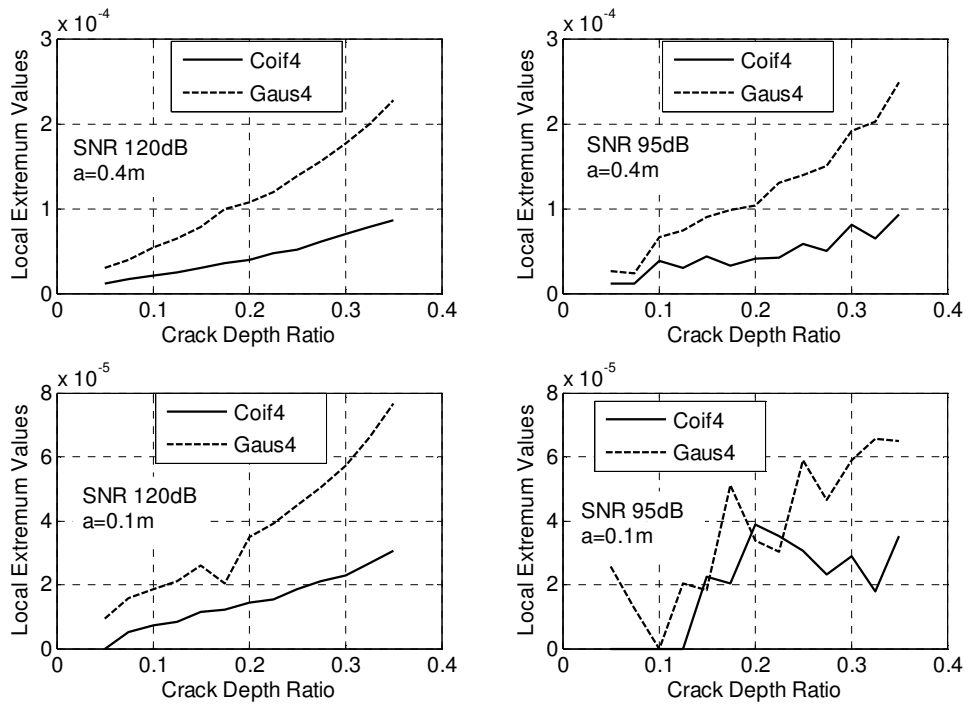 x 10-4
3
2
1
0
0
0.1
0.2
0.3
0.4
Local Extremum Values
Crack Depth Ratio
Coif4
Gaus4
SNR 120dB
a=0.4m
x 10-4
3
2
1
0
0
0.1
0.2
0.3
0.4
Local Extremum Values
Crack Depth Ratio
Coif4
Gaus4
SNR 95dB
a=0.4m
x 10-5
8
6
4
2
0
0
0.1
0.2
0.3
0.4
Local Extremum Values
Crack Depth Ratio
Coif4
Gaus4
SNR 120dB
a=0.1m
x 10-5
8
6
4
2
0
0
0.1
0.2
0.3
0.4
Local Extremum Values
Crack Depth Ratio
Coif4
Gaus4
SNR 95dB
a=0.1m